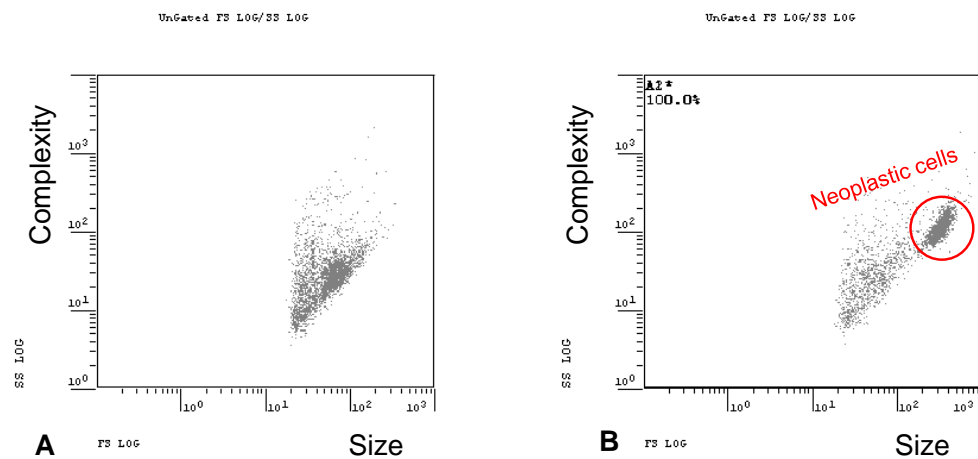 UnGated FS LOG/SS LOG
Complexity
10³
10²
10¹
10⁰
SS LOG
10⁰ 10¹ 10² 10³
A FS LOG Size
UnGated FS LOG/SS LOG
100.0%
Neoplastic cells
Complexity
10³
10²
10¹
10⁰
SS LOG
10⁰ 10¹ 10² 10³
B FS LOG Size